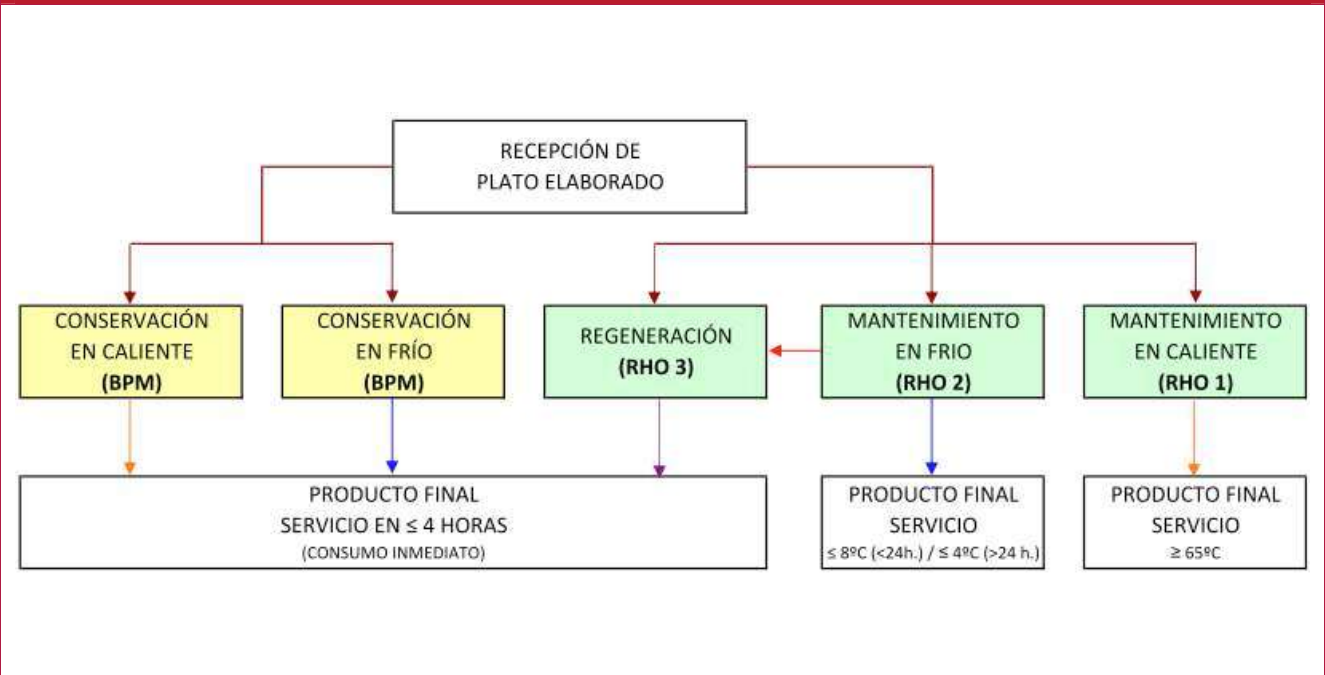 RECEPCIÓN DE
PLATO ELABORADO
CONSERVACIÓN
EN CALIENTE
(BPM)
CONSERVACIÓN
EN FRÍO
(BPM)
REGENERACIÓN
(RHO 3)
MANTENIMIENTO
EN FRIO
(RHO 2)
MANTENIMIENTO
EN CALIENTE
(RHO 1)
PRODUCTO FINAL
SERVICIO EN ≤ 4 HORAS
(CONSUMO INMEDIATO)
PRODUCTO FINAL
SERVICIO
≤ 8ºC (<24h.) / ≤ 4ºC (>24 h.)
PRODUCTO FINAL
SERVICIO
≥ 65ºC